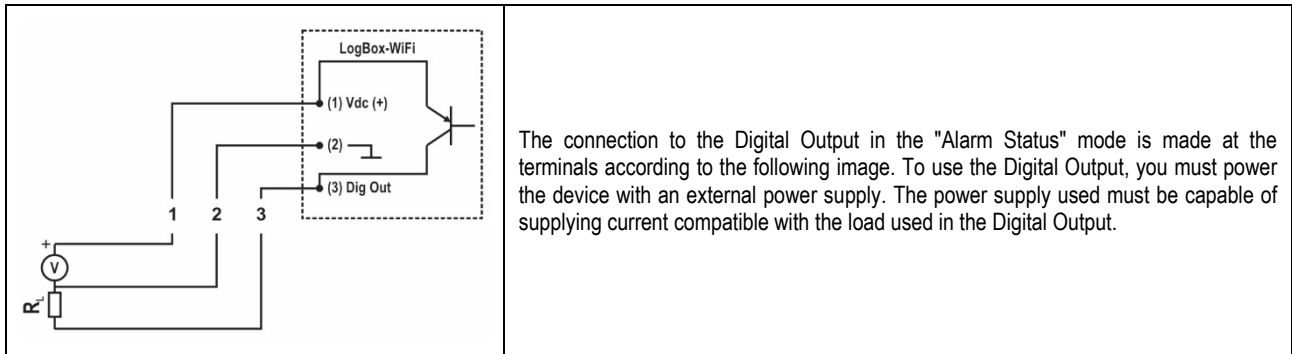 LogBox-WiFi
(1) Vdc (+)
(2)
(3) Dig Out
1 2 3
+
V
RL
The connection to the Digital Output in the "Alarm Status" mode is made at the
terminals according to the following image. To use the Digital Output, you must power
the device with an external power supply. The power supply used must be capable of
supplying current compatible with the load used in the Digital Output.